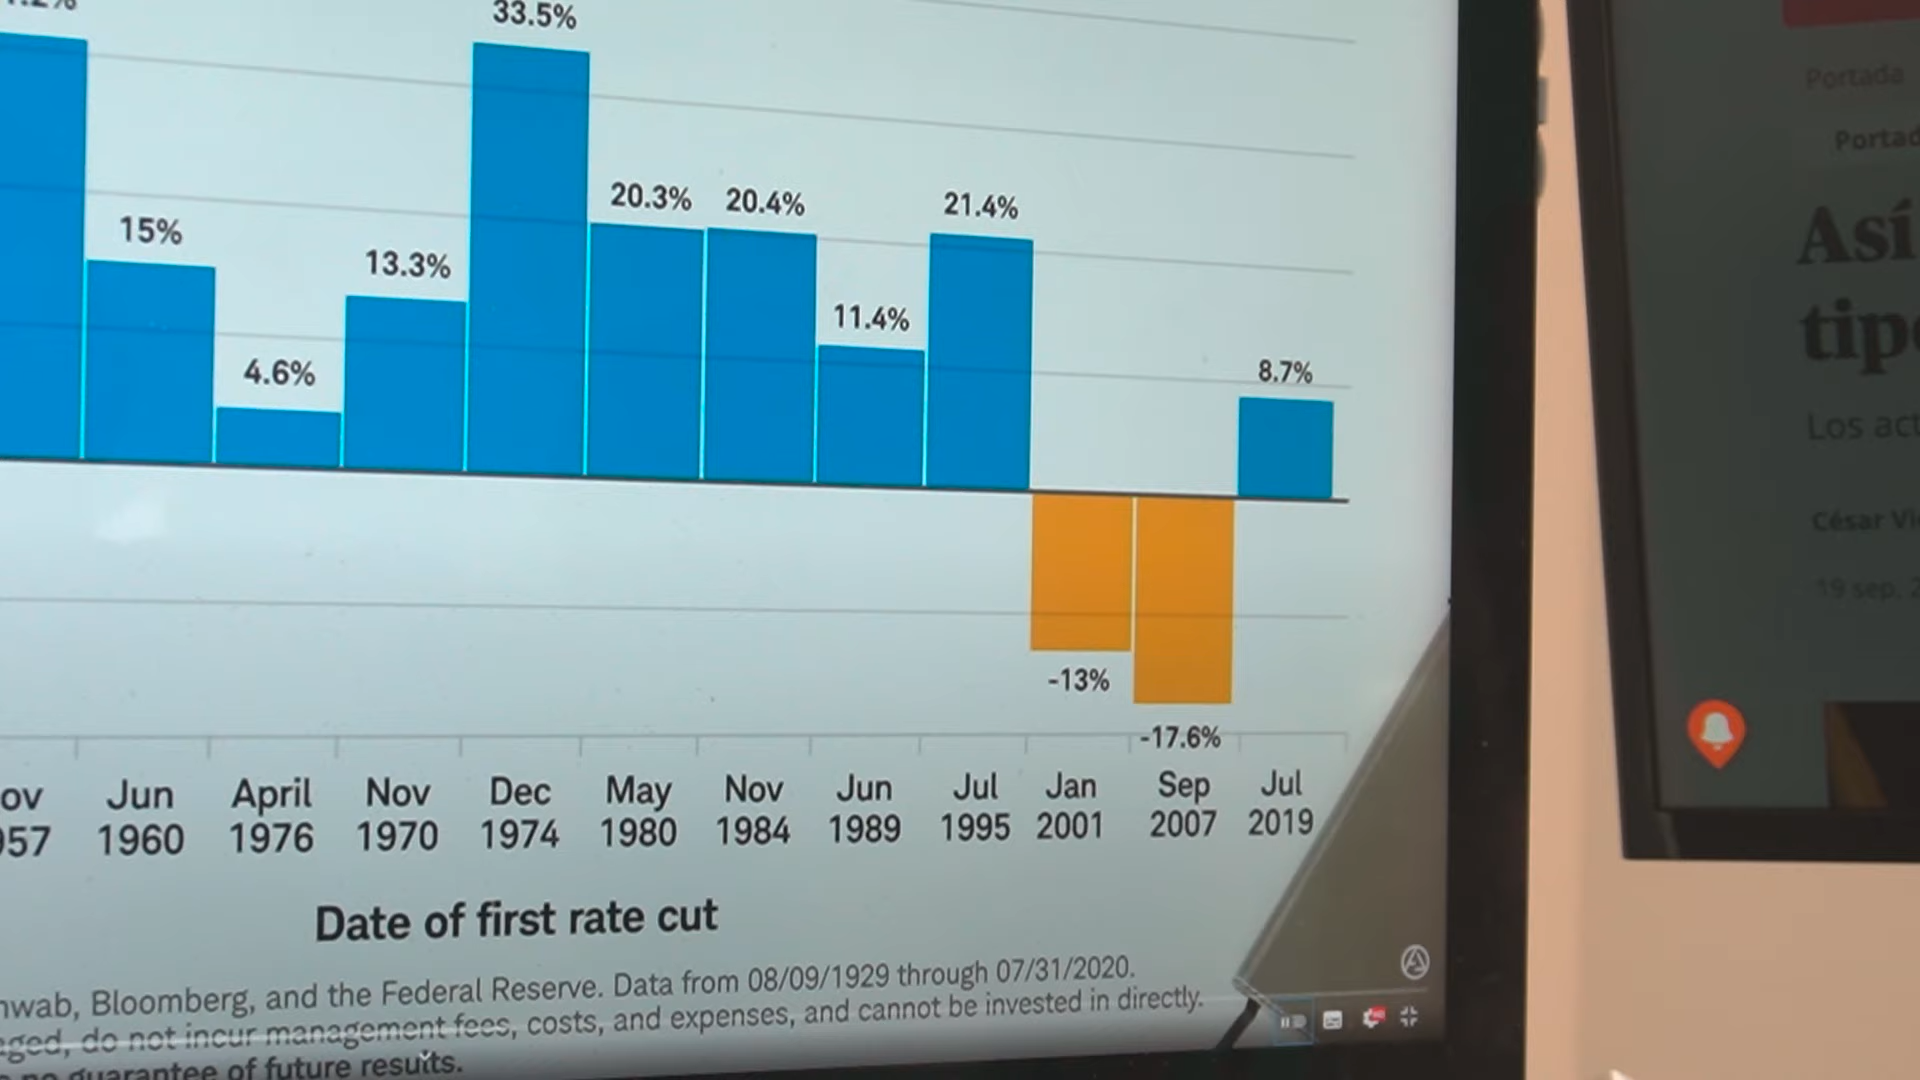 33.5%
20.3%
20.4%
21.4%
15%
13.3%
11.4%
4.6%
8.7%
-13%
-17.6%
Jun 1960
April 1976
Nov 1970
Dec 1974
May 1980
Nov 1984
Jun 1989
Jul 1995
Jan 2001
Sep 2007
Jul 2019
Date of first rate cut
Bloomberg, and the Federal Reserve. Data from 08/09/1929 through 07/31/2020.
do not incur management fees, costs, and expenses, and cannot be invested in directly.
no guarantee of future results.
Portada
Así
Los
César
19 sep.